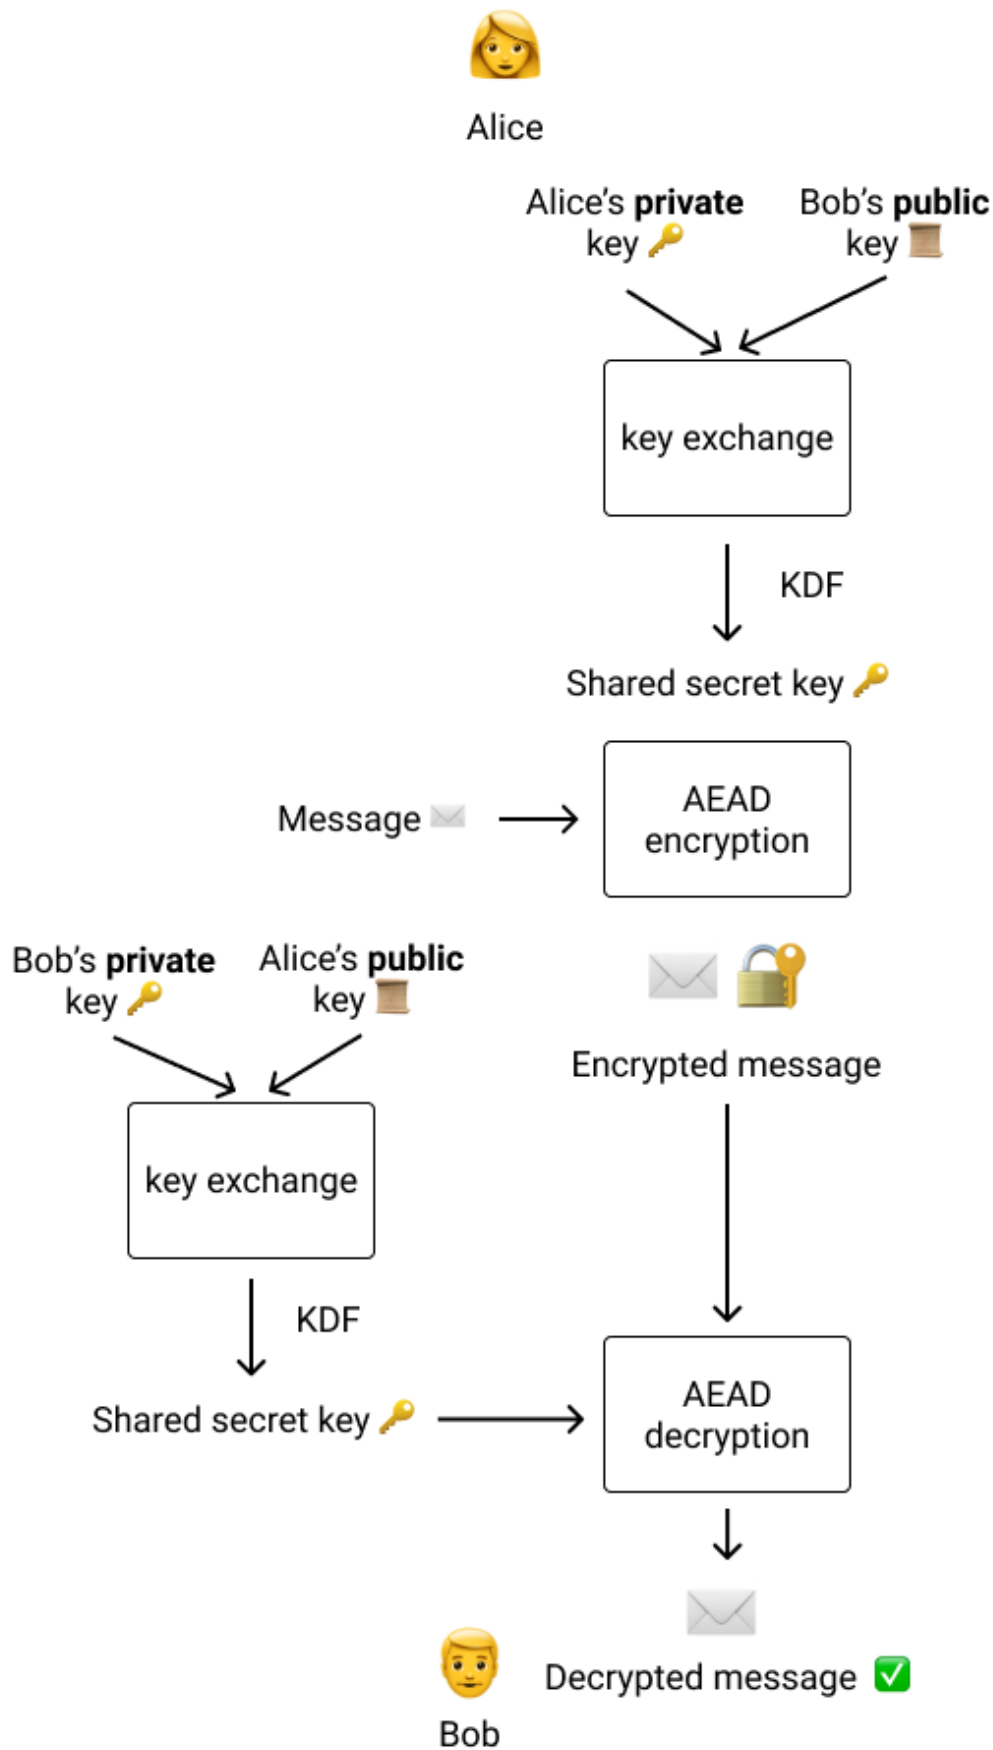 Alice
Alice’s private
key
Bob’s public
key
key exchange
KDF
Shared secret key
Message
AEAD
encryption
Bob’s private
key
Alice’s public
key
Encrypted message
key exchange
KDF
Shared secret key
AEAD
decryption
Decrypted message
Bob